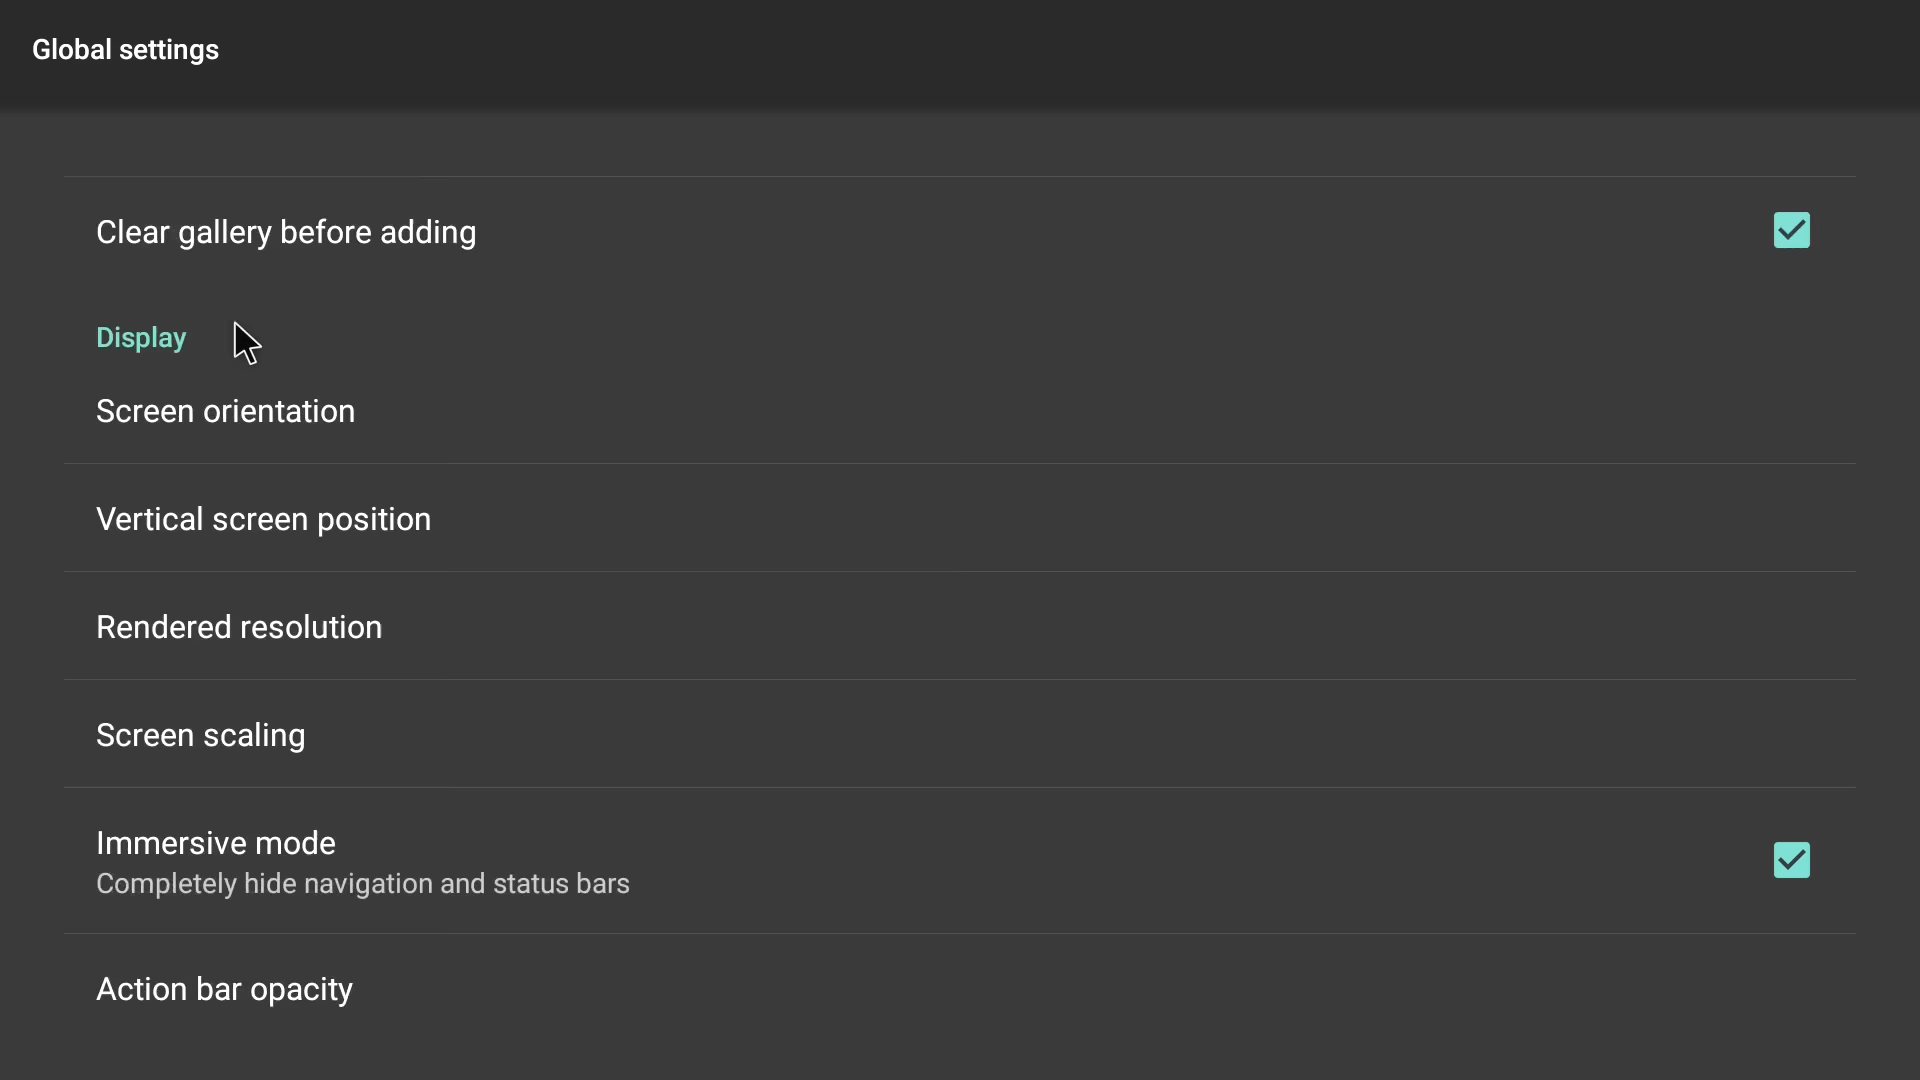 Global settings
Clear gallery before adding
Display
Screen orientation
Vertical screen position
Rendered resolution
Screen scaling
Immersive mode
Completely hide navigation and status bars
Action bar opacity